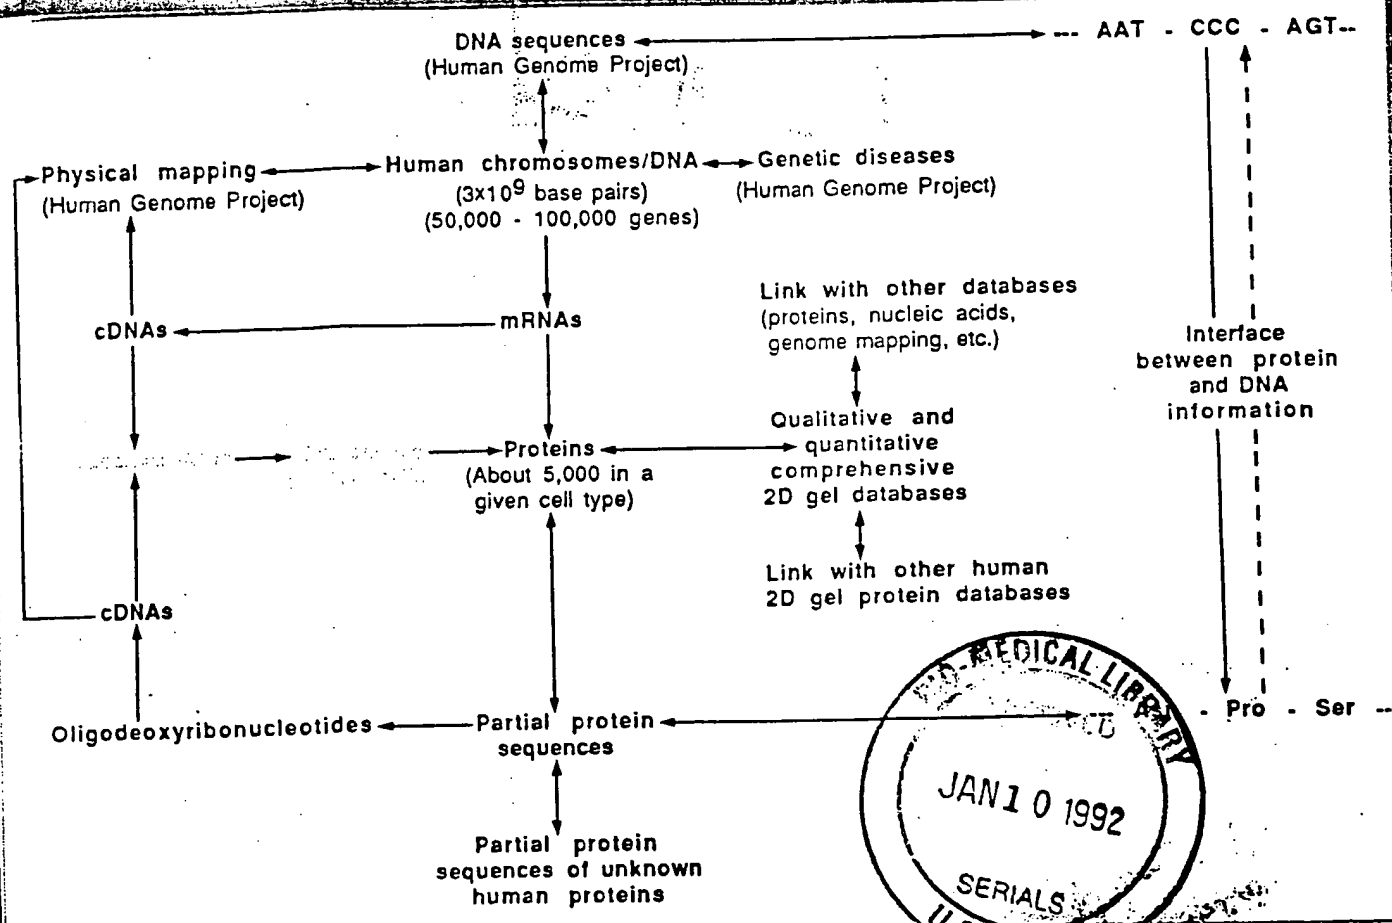 DNA sequences
(Human Genome Project)
--- AAT - CCC - AGT--
Physical mapping
(Human Genome Project)
Human chromosomes/DNA
(3x10⁹ base pairs)
(50,000 - 100,000 genes)
Genetic diseases
(Human Genome Project)
cDNAs
mRNAs
Link with other databases
(proteins, nucleic acids,
genome mapping, etc.)
Interface
between protein
and DNA
information
Proteins
(About 5,000 in a
given cell type)
Qualitative and
quantitative
comprehensive
2D gel databases
Link with other human
2D gel protein databases
cDNAs
Oligodeoxyribonucleotides
Partial protein
sequences
- Pro - Ser --
Partial protein
sequences of unknown
human proteins
BIO-MEDICAL LIBRARY
JAN 10 1992
SERIALS